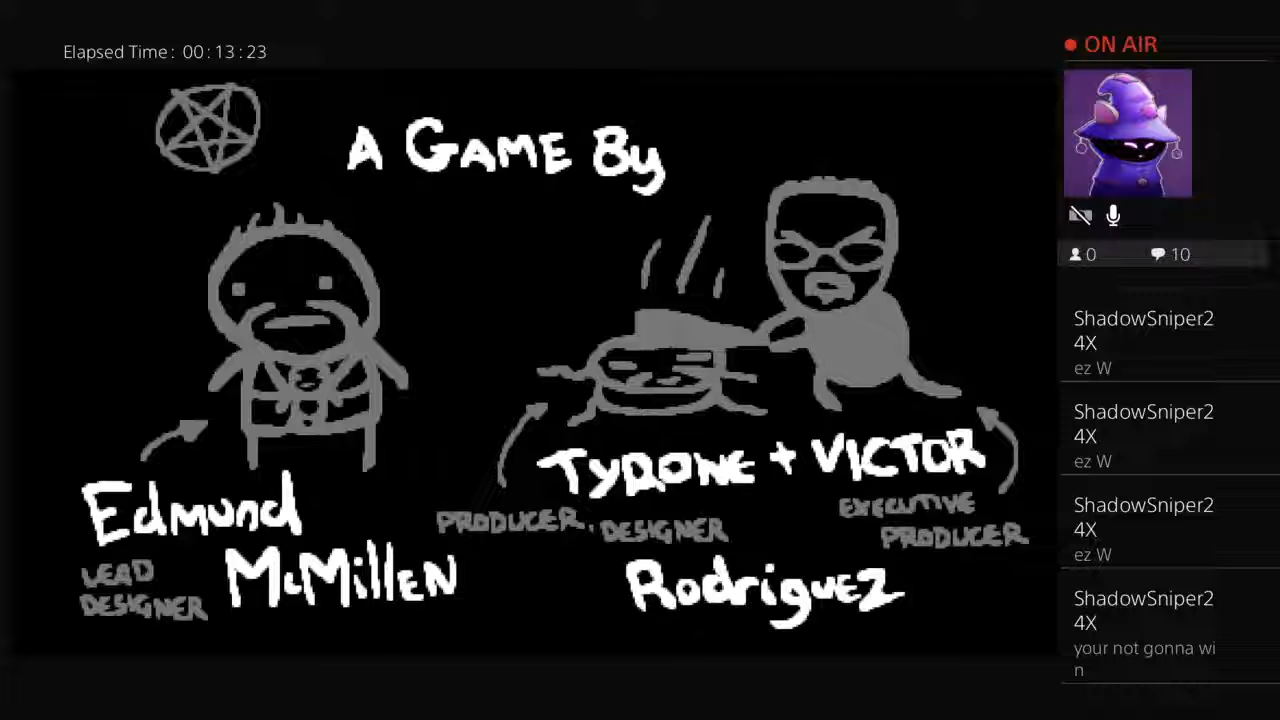 Elapsed Time: 00:13:23
ON AIR
A GAME By
0
10
ShadowSniper2
4X
ez W
ShadowSniper2
4X
ez W
ShadowSniper2
4X
ez W
ShadowSniper2
4X
your not gonna wi
n
Edmund
McMillEN
LEAD
DESIGNER
TYRONE + VICTOR
PRODUCER. DESIGNER
EXECUTIVE
PRODUCER
RodriguEz